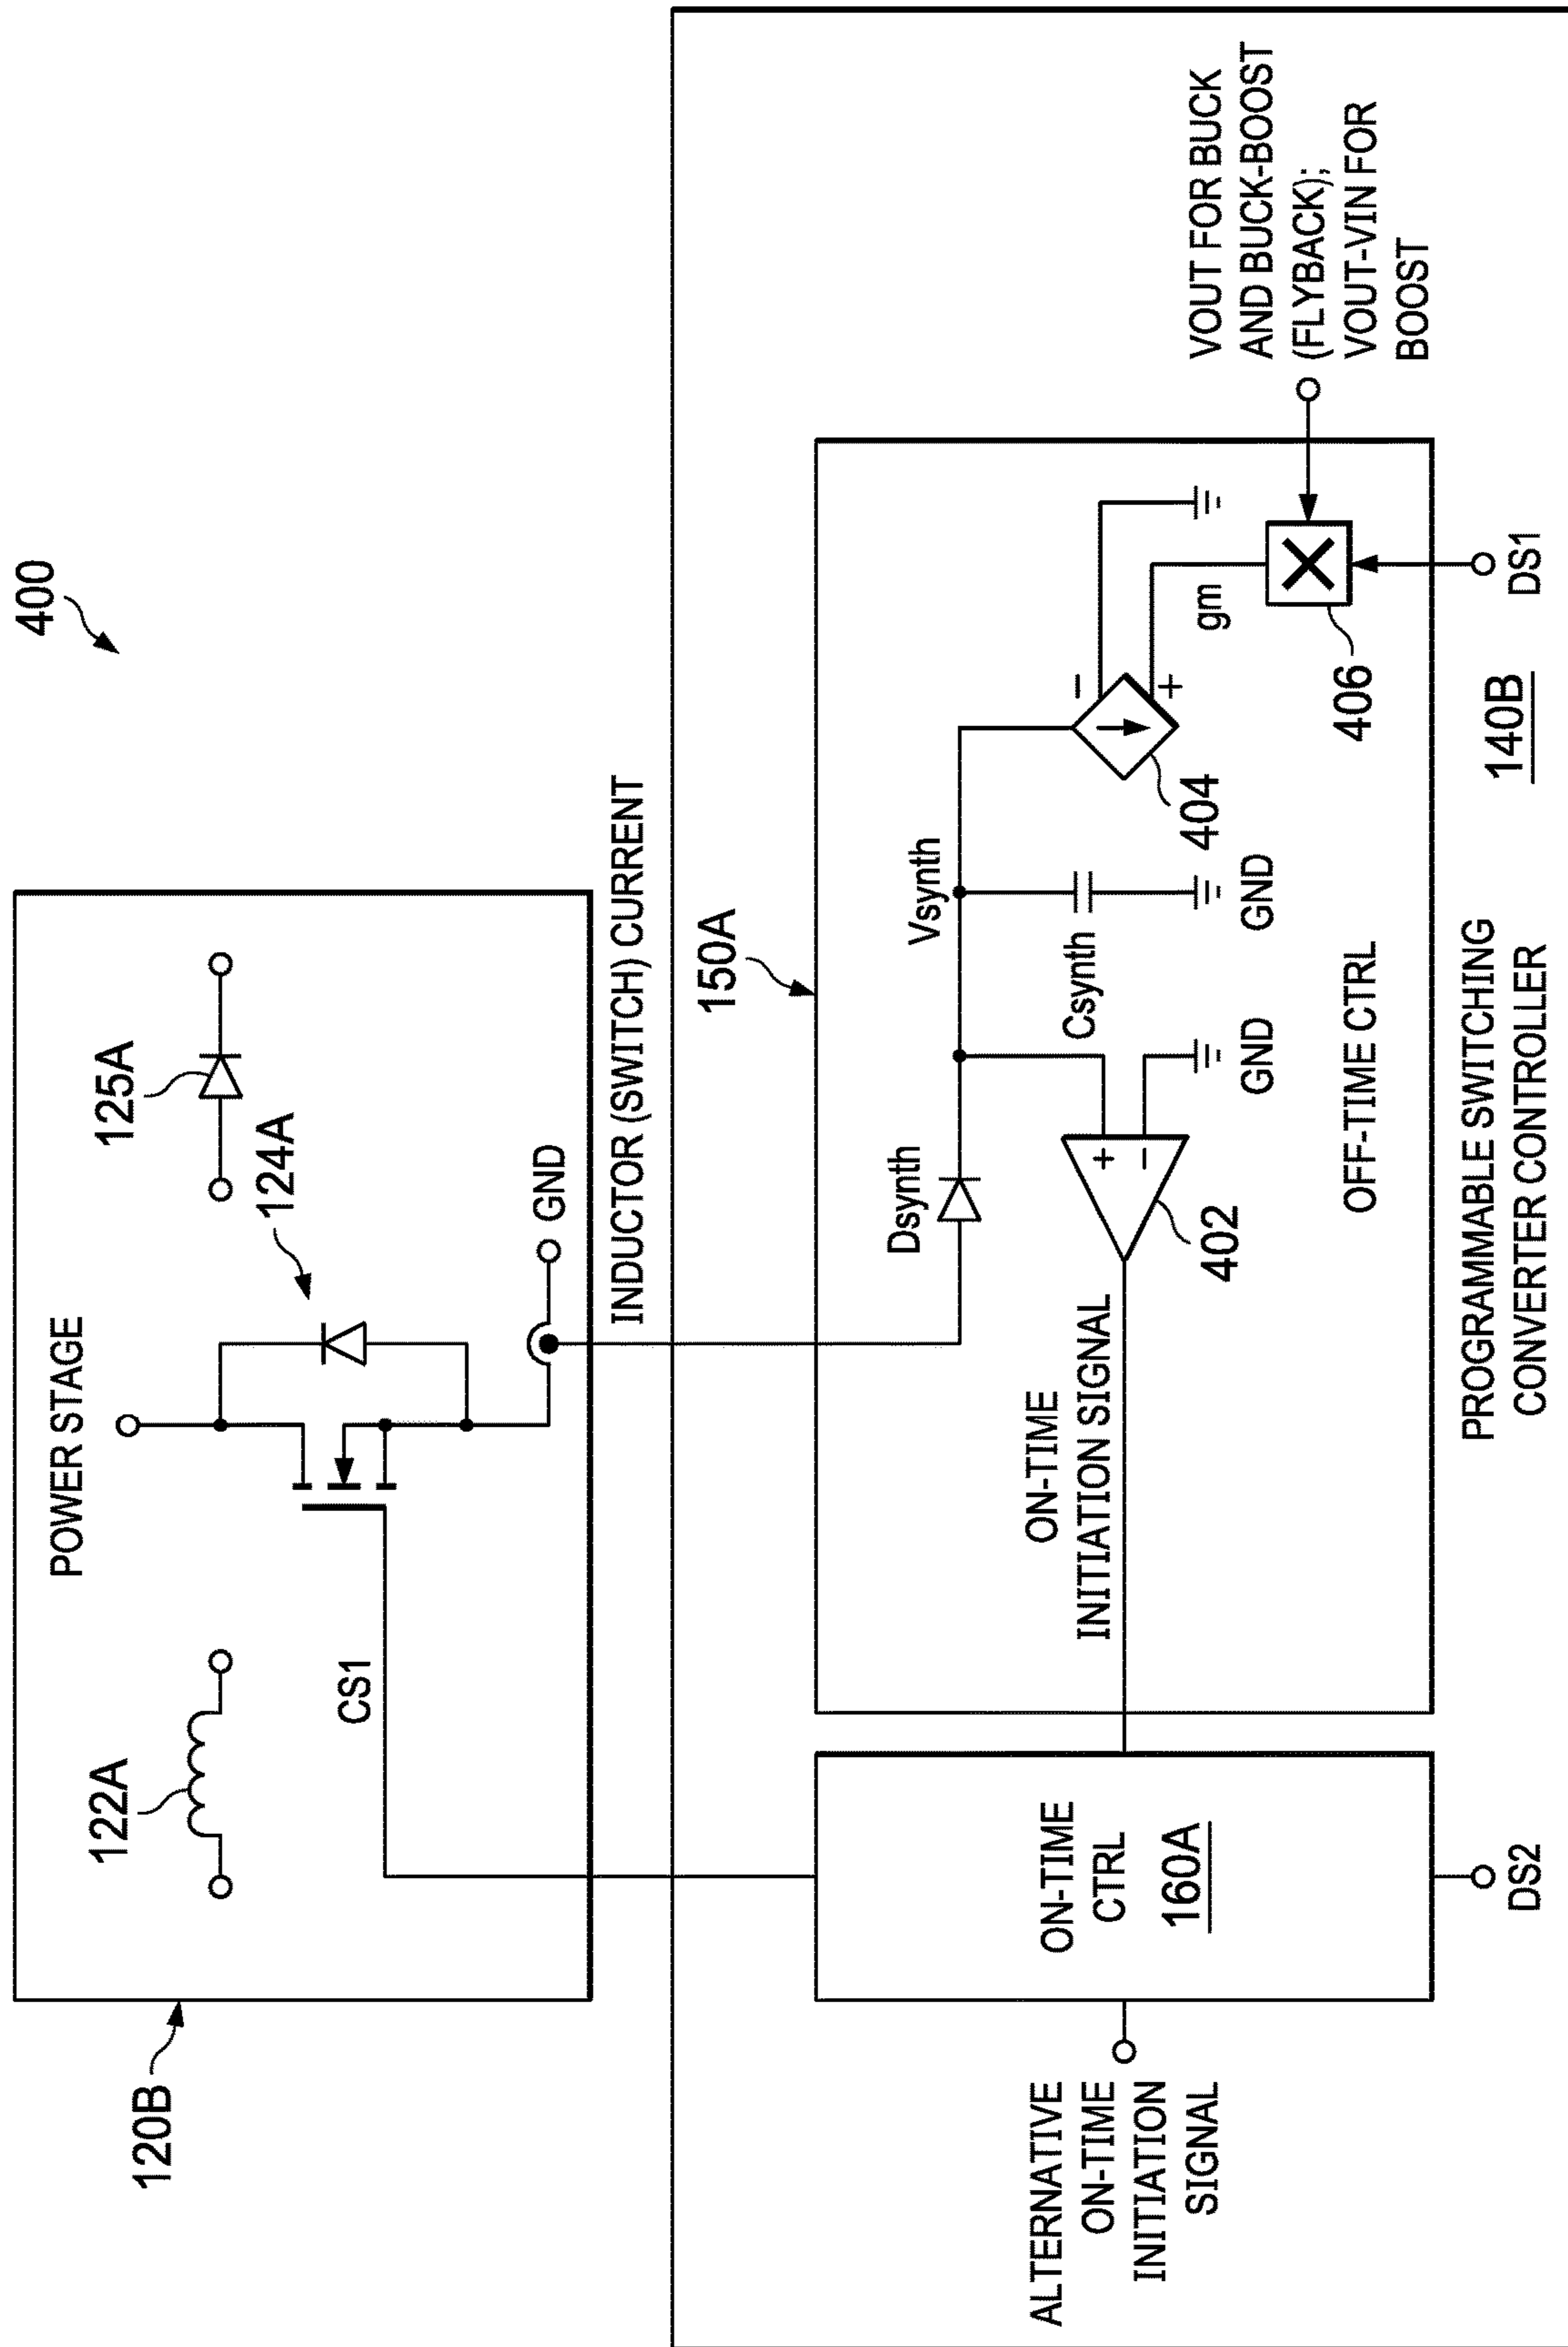 400
120B
POWER STAGE
122A
124A
125A
CS1
GND
INDUCTOR (SWITCH) CURRENT
150A
ALTERNATIVE
ON-TIME
INITIATION
SIGNAL
ON-TIME
CTRL
160A
DS2
ON-TIME
INITIATION SIGNAL
Dsynth
Vsynth
+
−
402
Csynth
GND
GND
−
+
404
gm
406
OFF-TIME CTRL
VOUT FOR BUCK
AND BUCK-BOOST
(FLYBACK);
VOUT-VIN FOR
BOOST
DS1
140B
PROGRAMMABLE SWITCHING
CONVERTER CONTROLLER